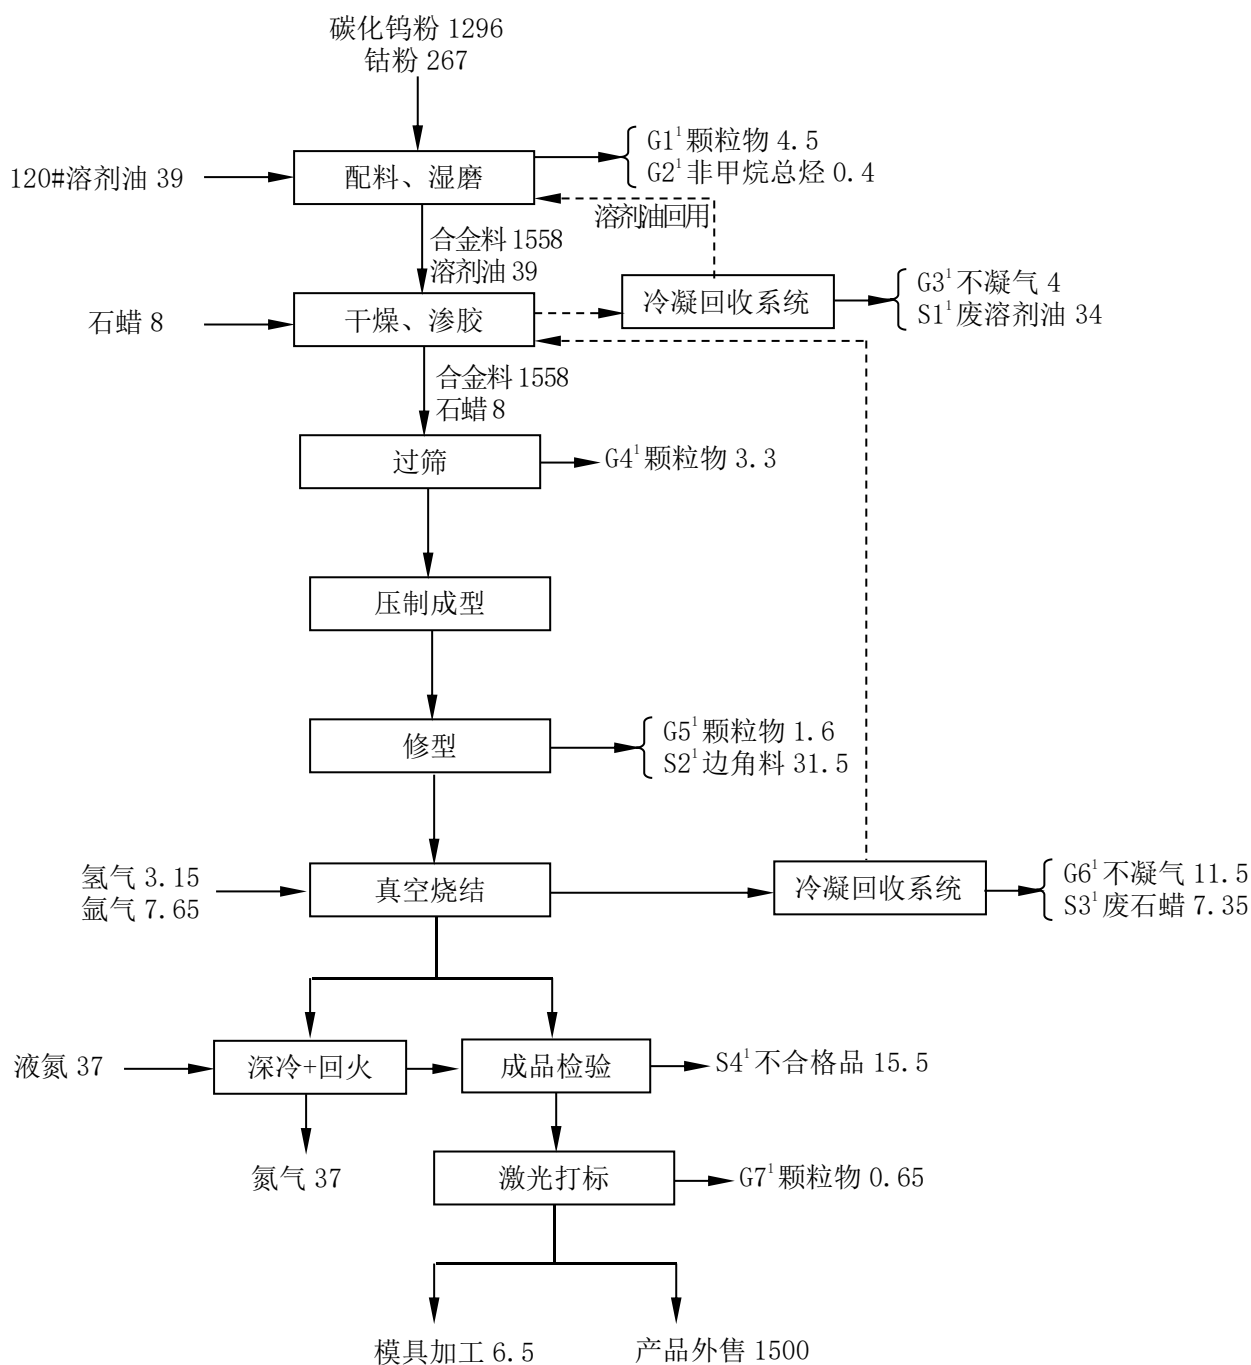 碳化钨粉 1296
钴粉 267
G1¹颗粒物 4.5
G2¹非甲烷总烃 0.4
120#溶剂油 39
配料、湿磨
溶剂油回用
合金料 1558
溶剂油 39
G3¹不凝气 4
S1¹废溶剂油 34
冷凝回收系统
石蜡 8
干燥、渗胶
合金料 1558
石蜡 8
过筛
G4¹颗粒物 3.3
压制成型
G5¹颗粒物 1.6
S2¹边角料 31.5
修型
氢气 3.15
氩气 7.65
真空烧结
冷凝回收系统
G6¹不凝气 11.5
S3¹废石蜡 7.35
液氮 37
深冷+回火
成品检验
S4¹不合格品 15.5
氮气 37
激光打标
G7¹颗粒物 0.65
模具加工 6.5
产品外售 1500